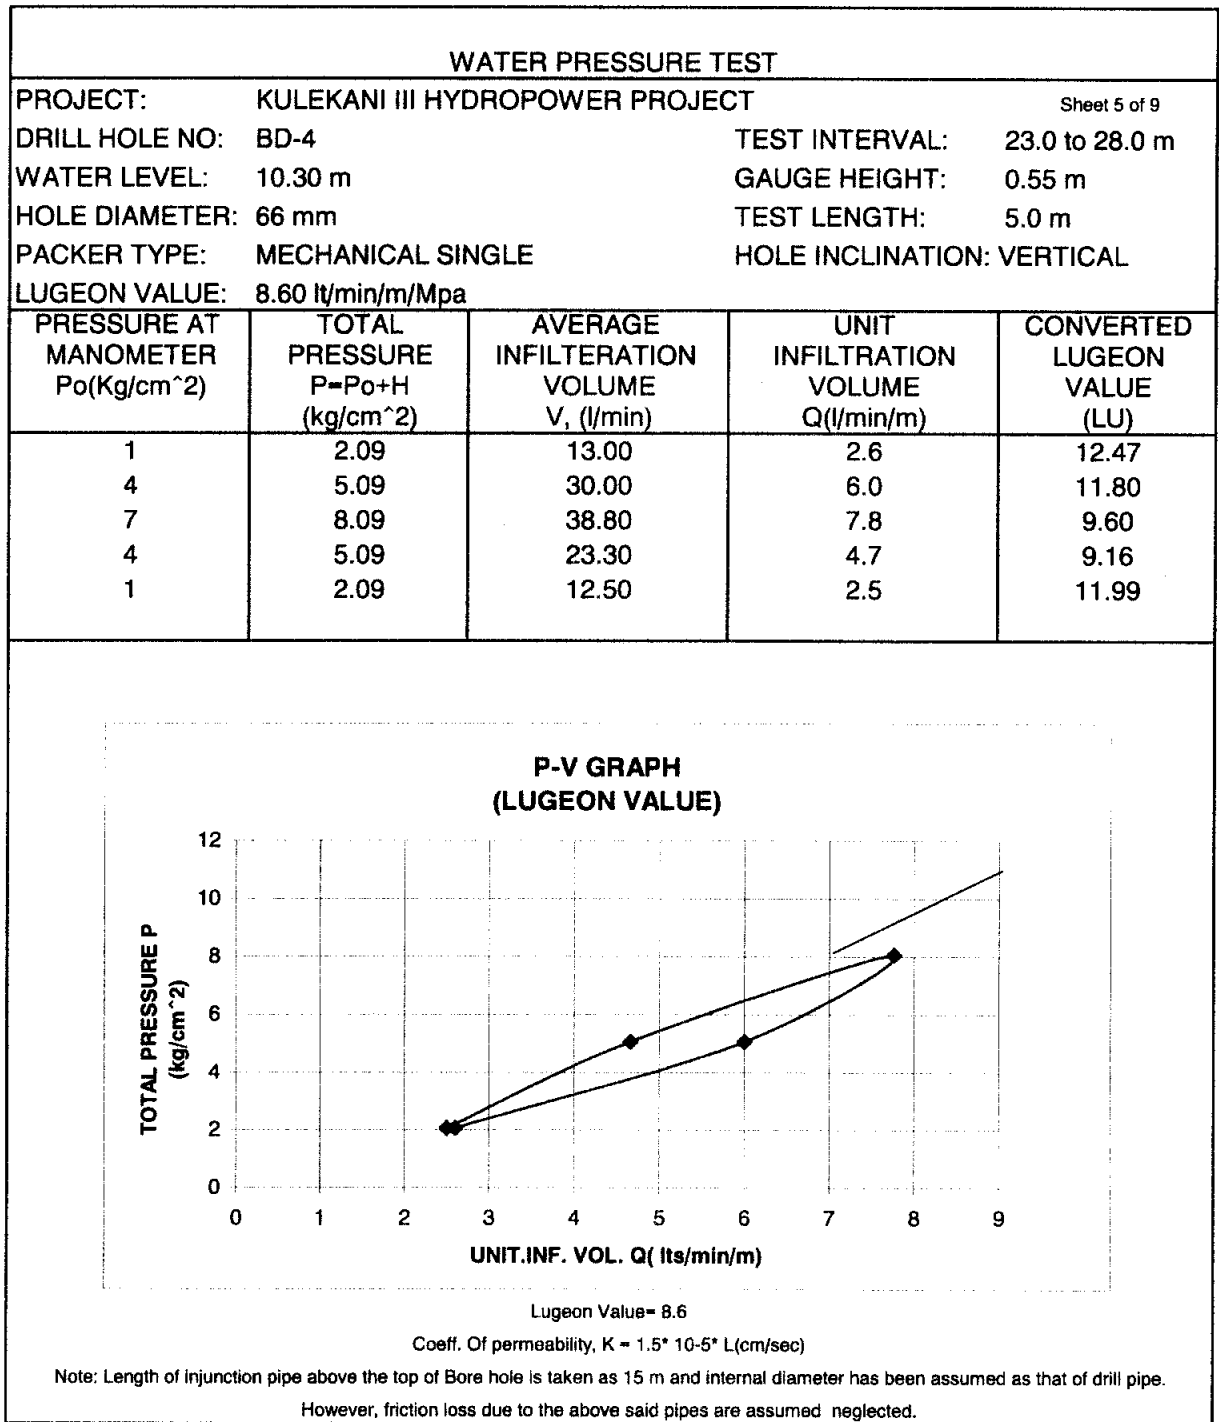 WATER PRESSURE TEST
PROJECT: KULEKANI III HYDROPOWER PROJECT Sheet 5 of 9
DRILL HOLE NO: BD-4 TEST INTERVAL: 23.0 to 28.0 m
WATER LEVEL: 10.30 m GAUGE HEIGHT: 0.55 m
HOLE DIAMETER: 66 mm TEST LENGTH: 5.0 m
PACKER TYPE: MECHANICAL SINGLE HOLE INCLINATION: VERTICAL
LUGEON VALUE: 8.60 lt/min/m/Mpa
PRESSURE AT TOTAL AVERAGE UNIT CONVERTED
MANOMETER PRESSURE INFILTERATION INFILTRATION LUGEON
Po(Kg/cm^2) P=Po+H VOLUME VOLUME VALUE
(kg/cm^2) V, (l/min) Q(l/min/m) (LU)
1 2.09 13.00 2.6 12.47
4 5.09 30.00 6.0 11.80
7 8.09 38.80 7.8 9.60
4 5.09 23.30 4.7 9.16
1 2.09 12.50 2.5 11.99
P-V GRAPH
(LUGEON VALUE)
TOTAL PRESSURE P
(kg/cm^2)
12
10
8
6
4
2
0
0 1 2 3 4 5 6 7 8 9
UNIT.INF. VOL. Q( lts/min/m)
Lugeon Value= 8.6
Coeff. Of permeability, K = 1.5* 10-5* L(cm/sec)
Note: Length of injunction pipe above the top of Bore hole is taken as 15 m and internal diameter has been assumed as that of drill pipe.
However, friction loss due to the above said pipes are assumed neglected.